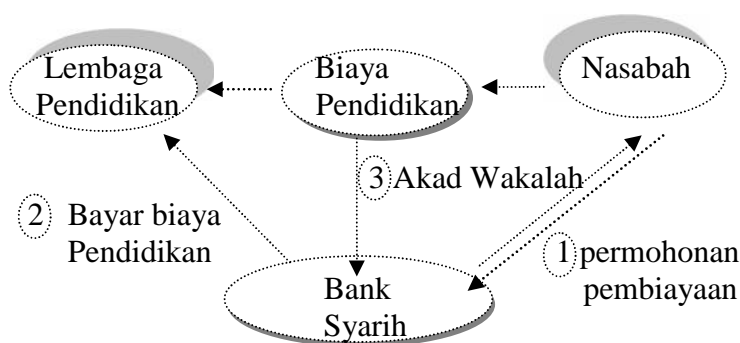 Lembaga
Pendidikan
Biaya
Pendidikan
Nasabah
3 Akad Wakalah
2 Bayar biaya
Pendidikan
1 permohonan
pembiayaan
Bank
Syarih